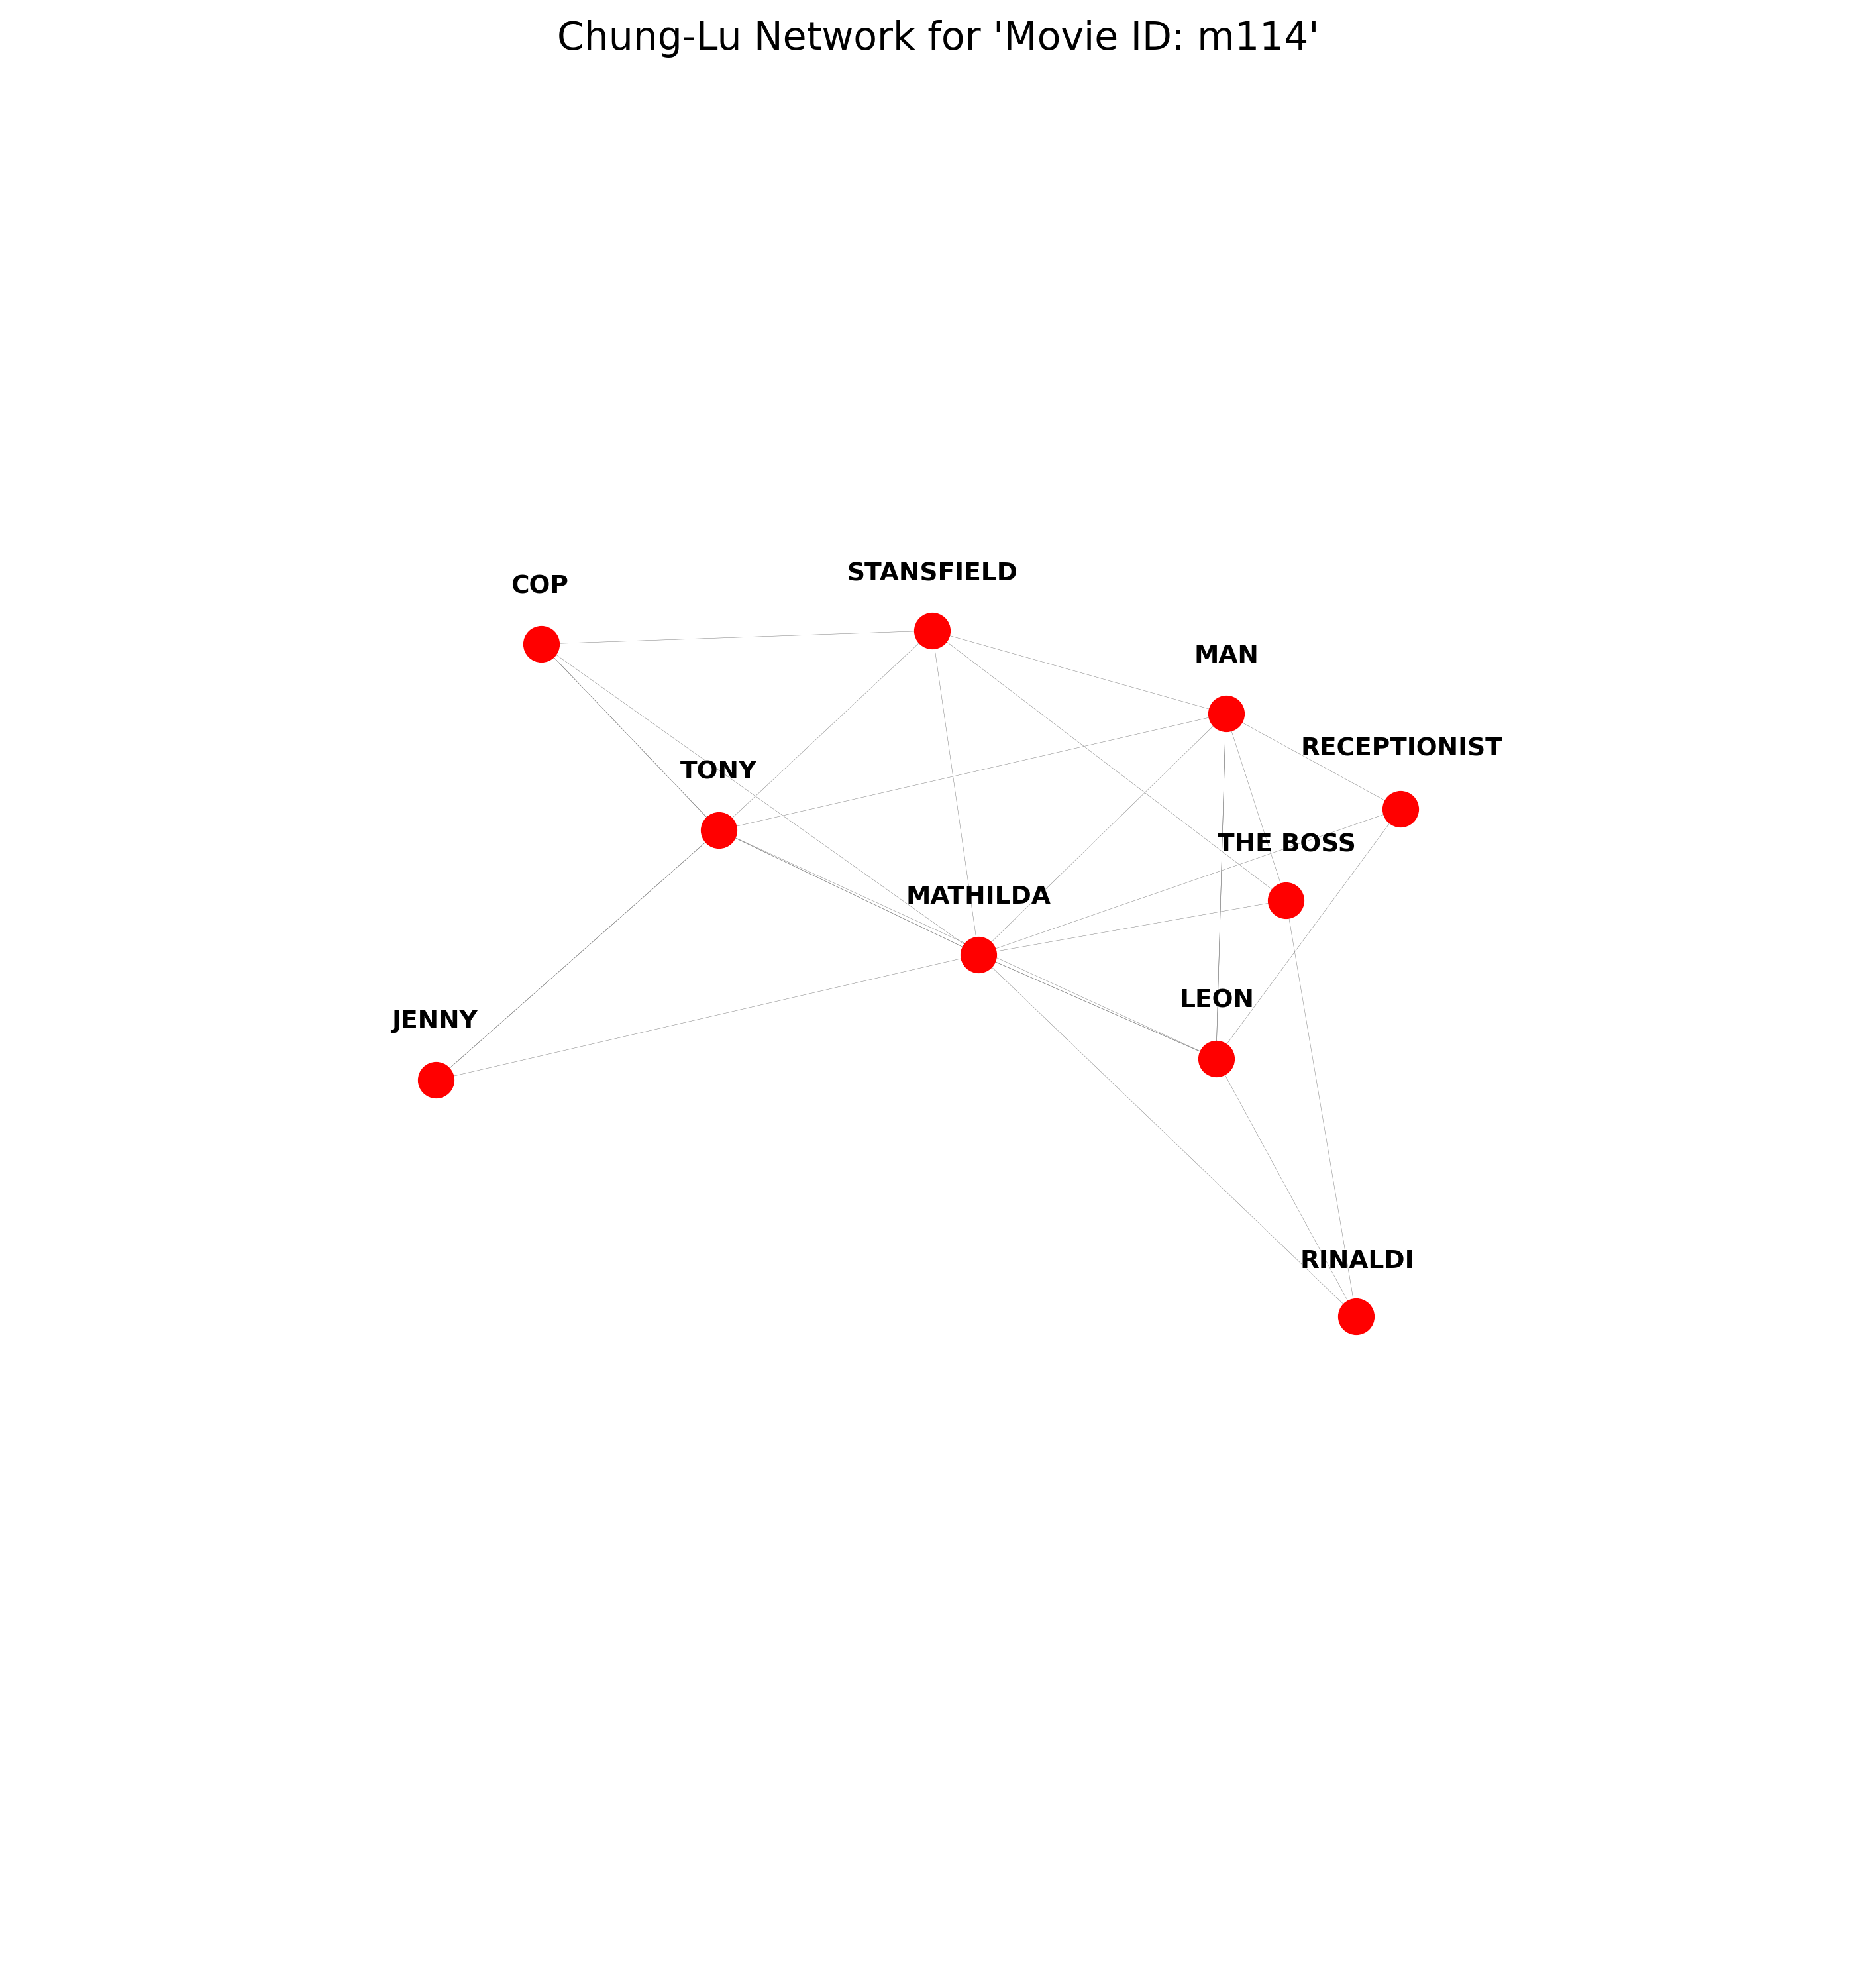 Chung-Lu Network for 'Movie ID: m114'
STANSFIELD
COP
MAN
RECEPTIONIST
TONY
THE BOSS
MATHILDA
LEON
JENNY
RINALDI